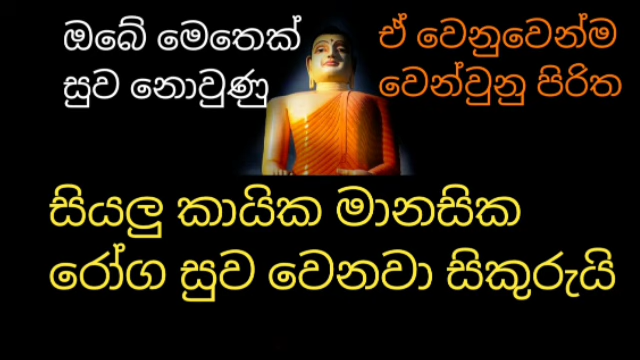 ඔබේ මෙතෙක්
සුව නොවුණු
ඒ වෙනුවෙන්ම
වෙන්වුනු පිරිත
සියලු කායික මානසික
රෝග සුව වෙනවා සිකුරුයි